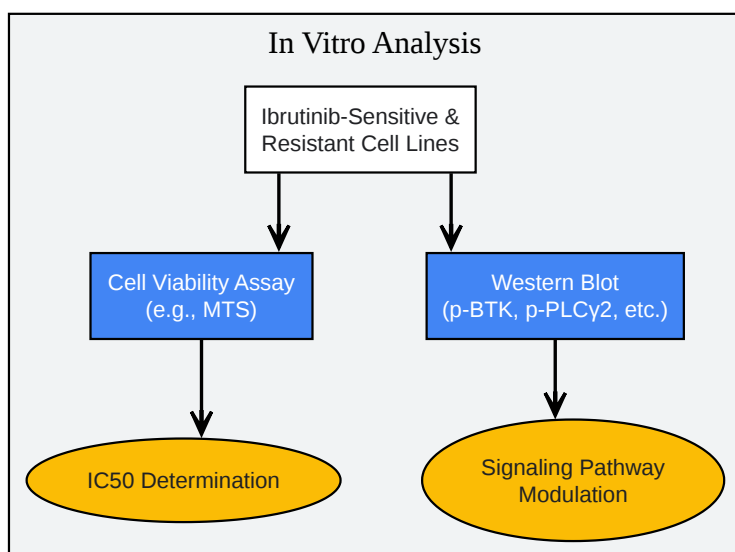 In Vitro Analysis
Ibrutinib-Sensitive &
Resistant Cell Lines
Cell Viability Assay
(e.g., MTS)
Western Blot
(p-BTK, p-PLCγ2, etc.)
IC50 Determination
Signaling Pathway
Modulation